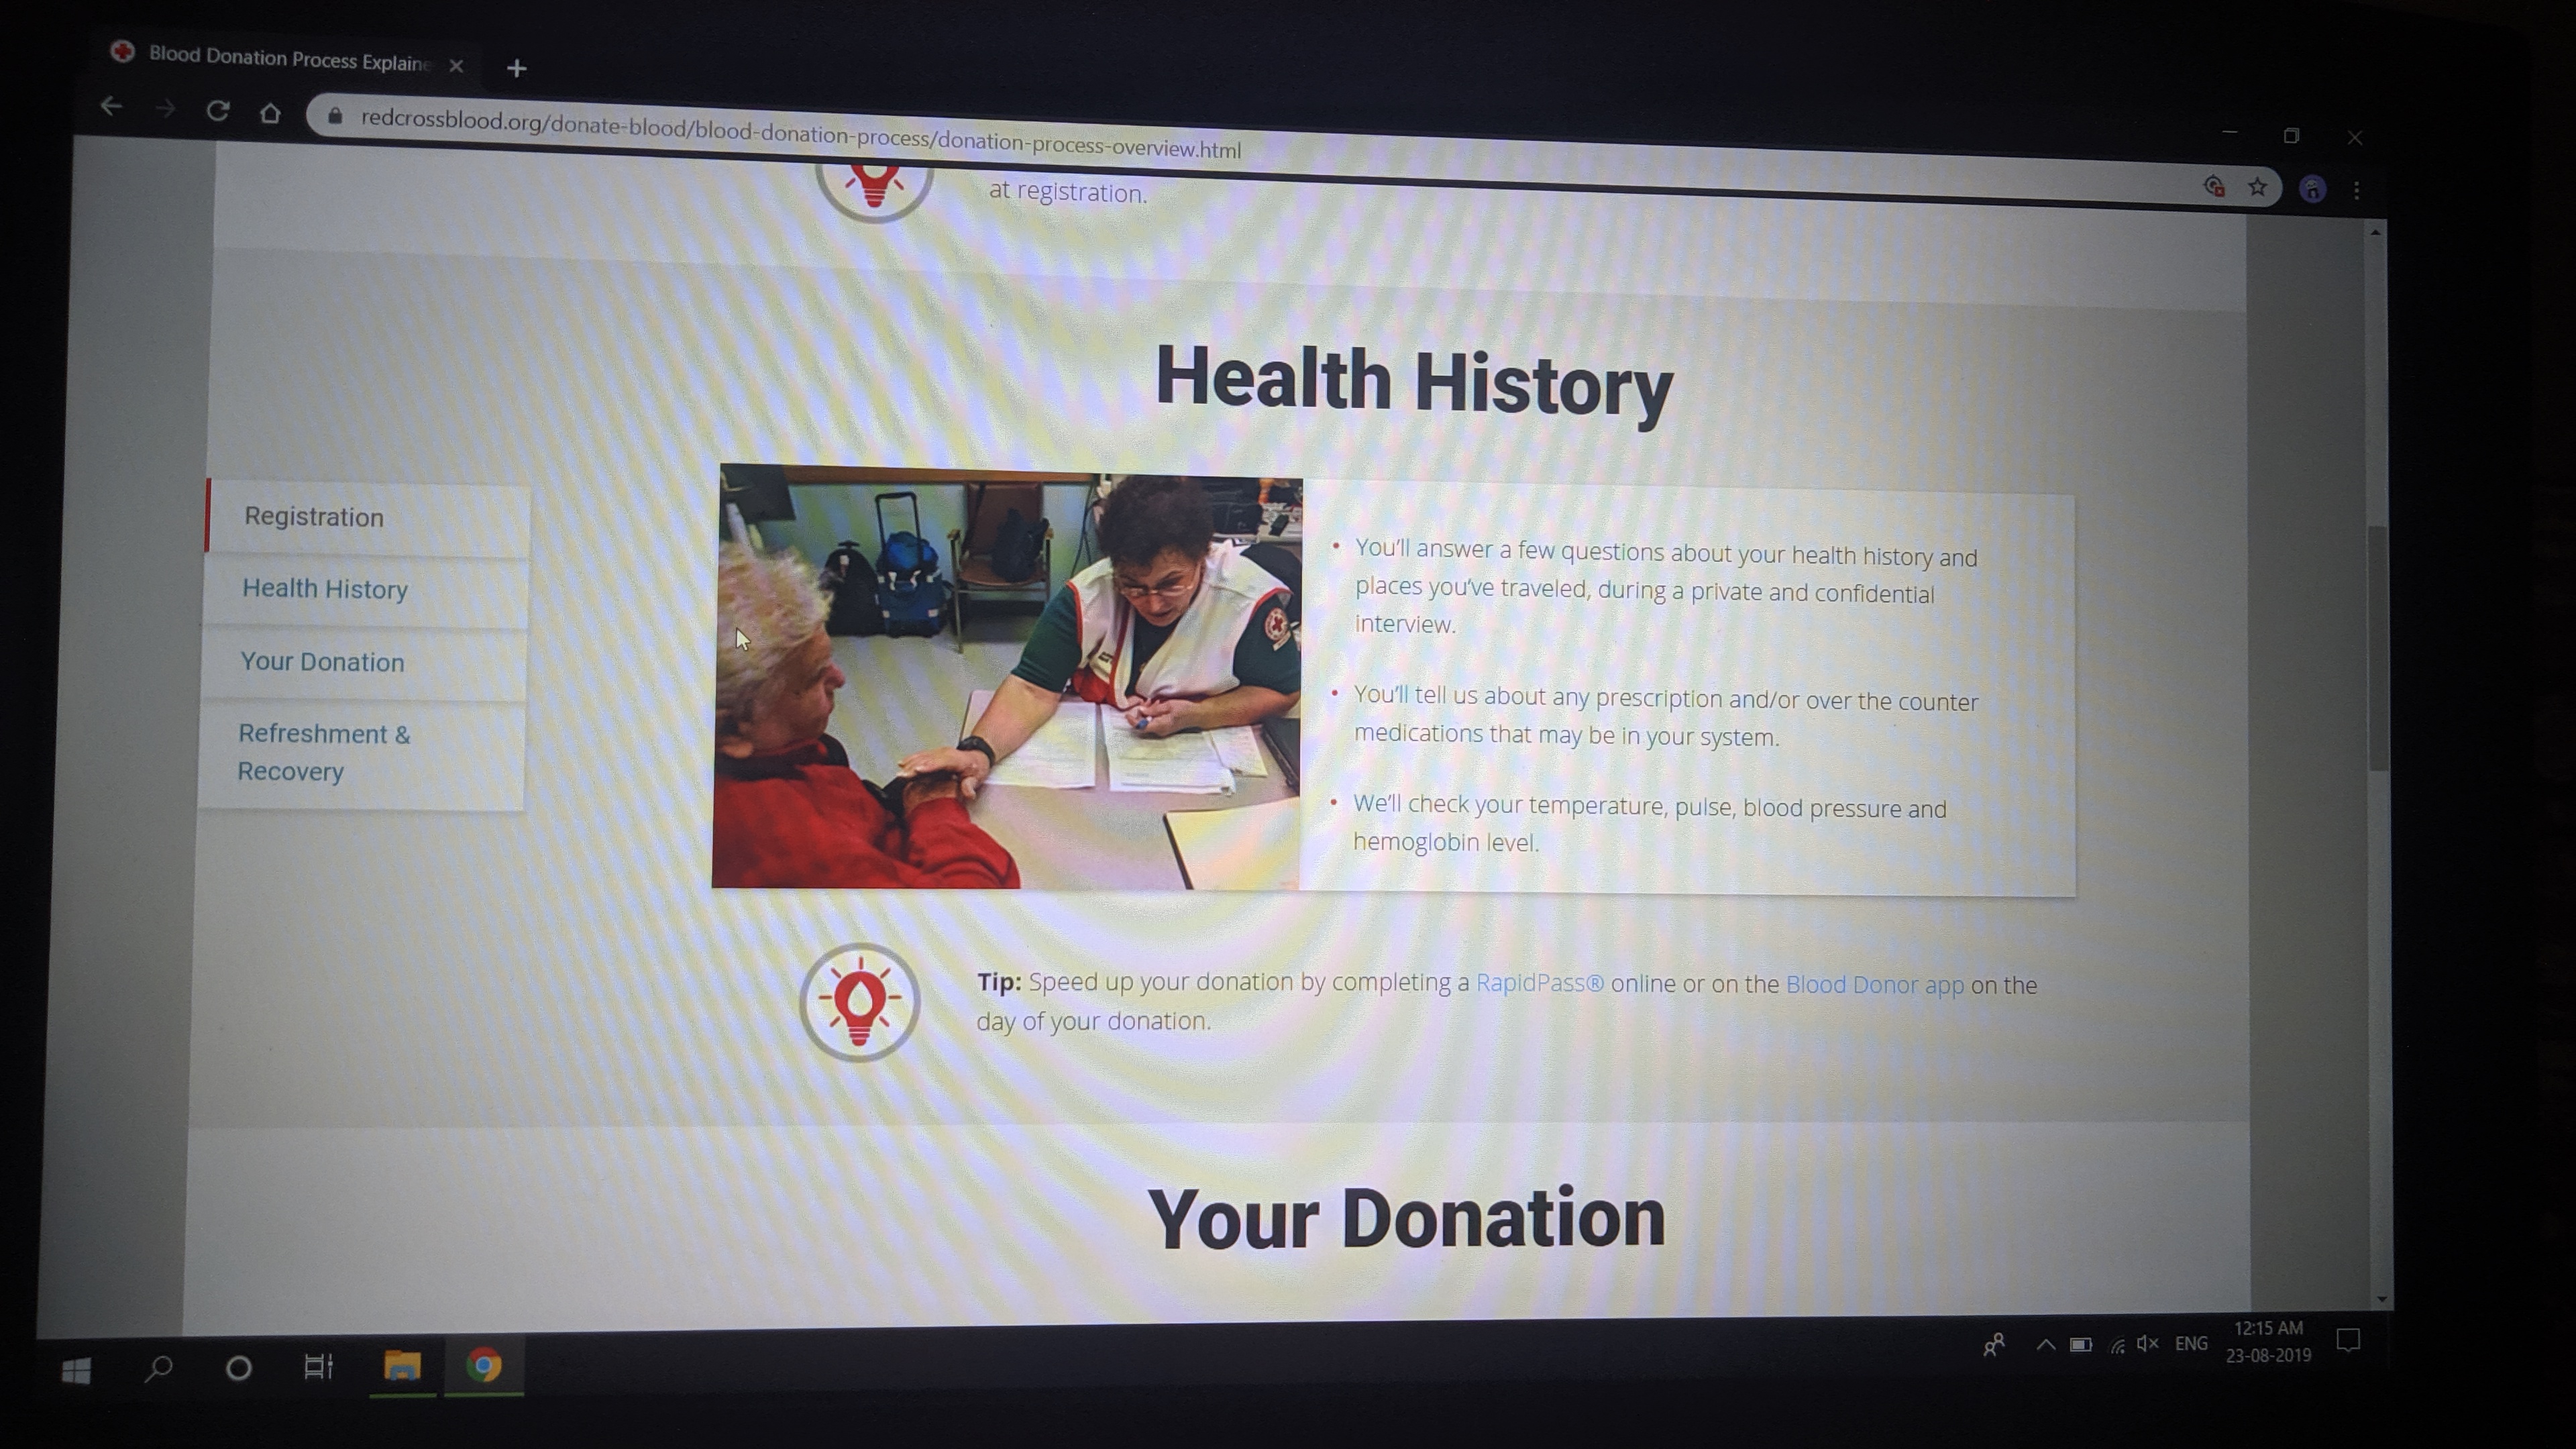 Blood Donation Process Explaine
redcrossblood.org/donate-blood/blood-donation-process/donation-process-overview.html
at registration.
Health History
Registration
Health History
Your Donation
Refreshment &
Recovery
• You'll answer a few questions about your health history and
places you've traveled, during a private and confidential
interview.
• You'll tell us about any prescription and/or over the counter
medications that may be in your system.
• We'll check your temperature, pulse, blood pressure and
hemoglobin level.
Tip: Speed up your donation by completing a RapidPass® online or on the Blood Donor app on the
day of your donation.
Your Donation
ENG
12:15 AM
23-08-2019